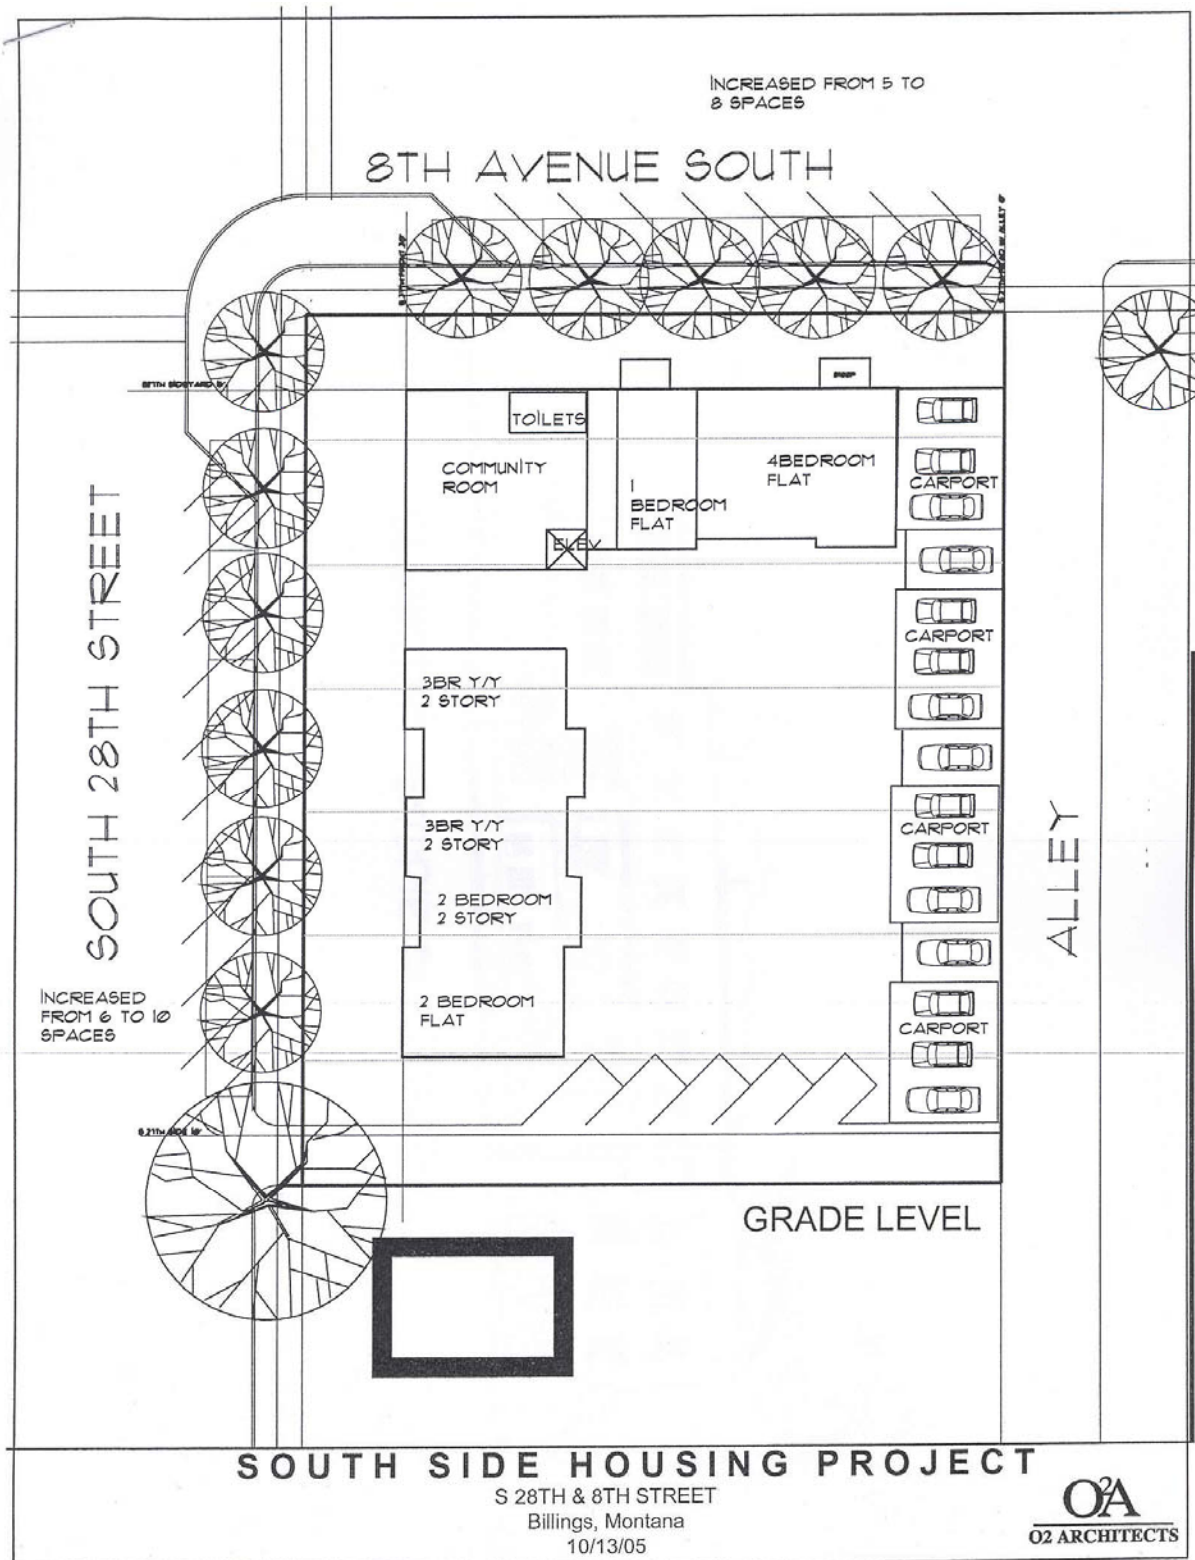 INCREASED FROM 5 TO
8 SPACES
8TH AVENUE SOUTH
TOILETS
COMMUNITY
ROOM
4BEDROOM
FLAT
1
BEDROOM
FLAT
ELEV
CARPORT
CARPORT
CARPORT
CARPORT
3BR Y/Y
2 STORY
3BR Y/Y
2 STORY
2 BEDROOM
2 STORY
2 BEDROOM
FLAT
SOUTH 28TH STREET
ALLEY
INCREASED
FROM 6 TO 10
SPACES
GRADE LEVEL
SOUTH SIDE HOUSING PROJECT
S 28TH & 8TH STREET
Billings, Montana
10/13/05
O2A
O2 ARCHITECTS